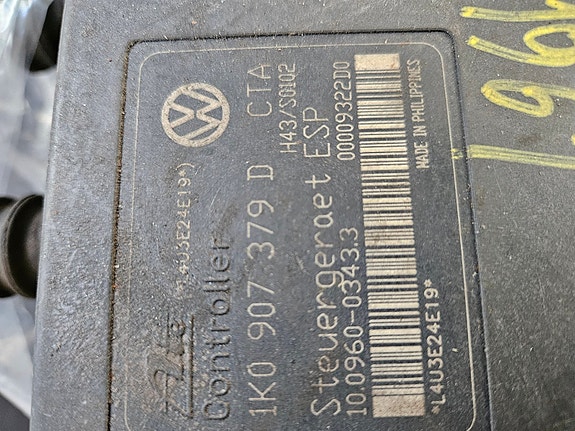 Ate *L4U3E24E19*)
Controller
1K0 907 379 D CTA
H43/S0102
Steuergeraet ESP
10.0960-0343.3 00009322D0
*L4U3E24E19* MADE IN PHILIPPINES